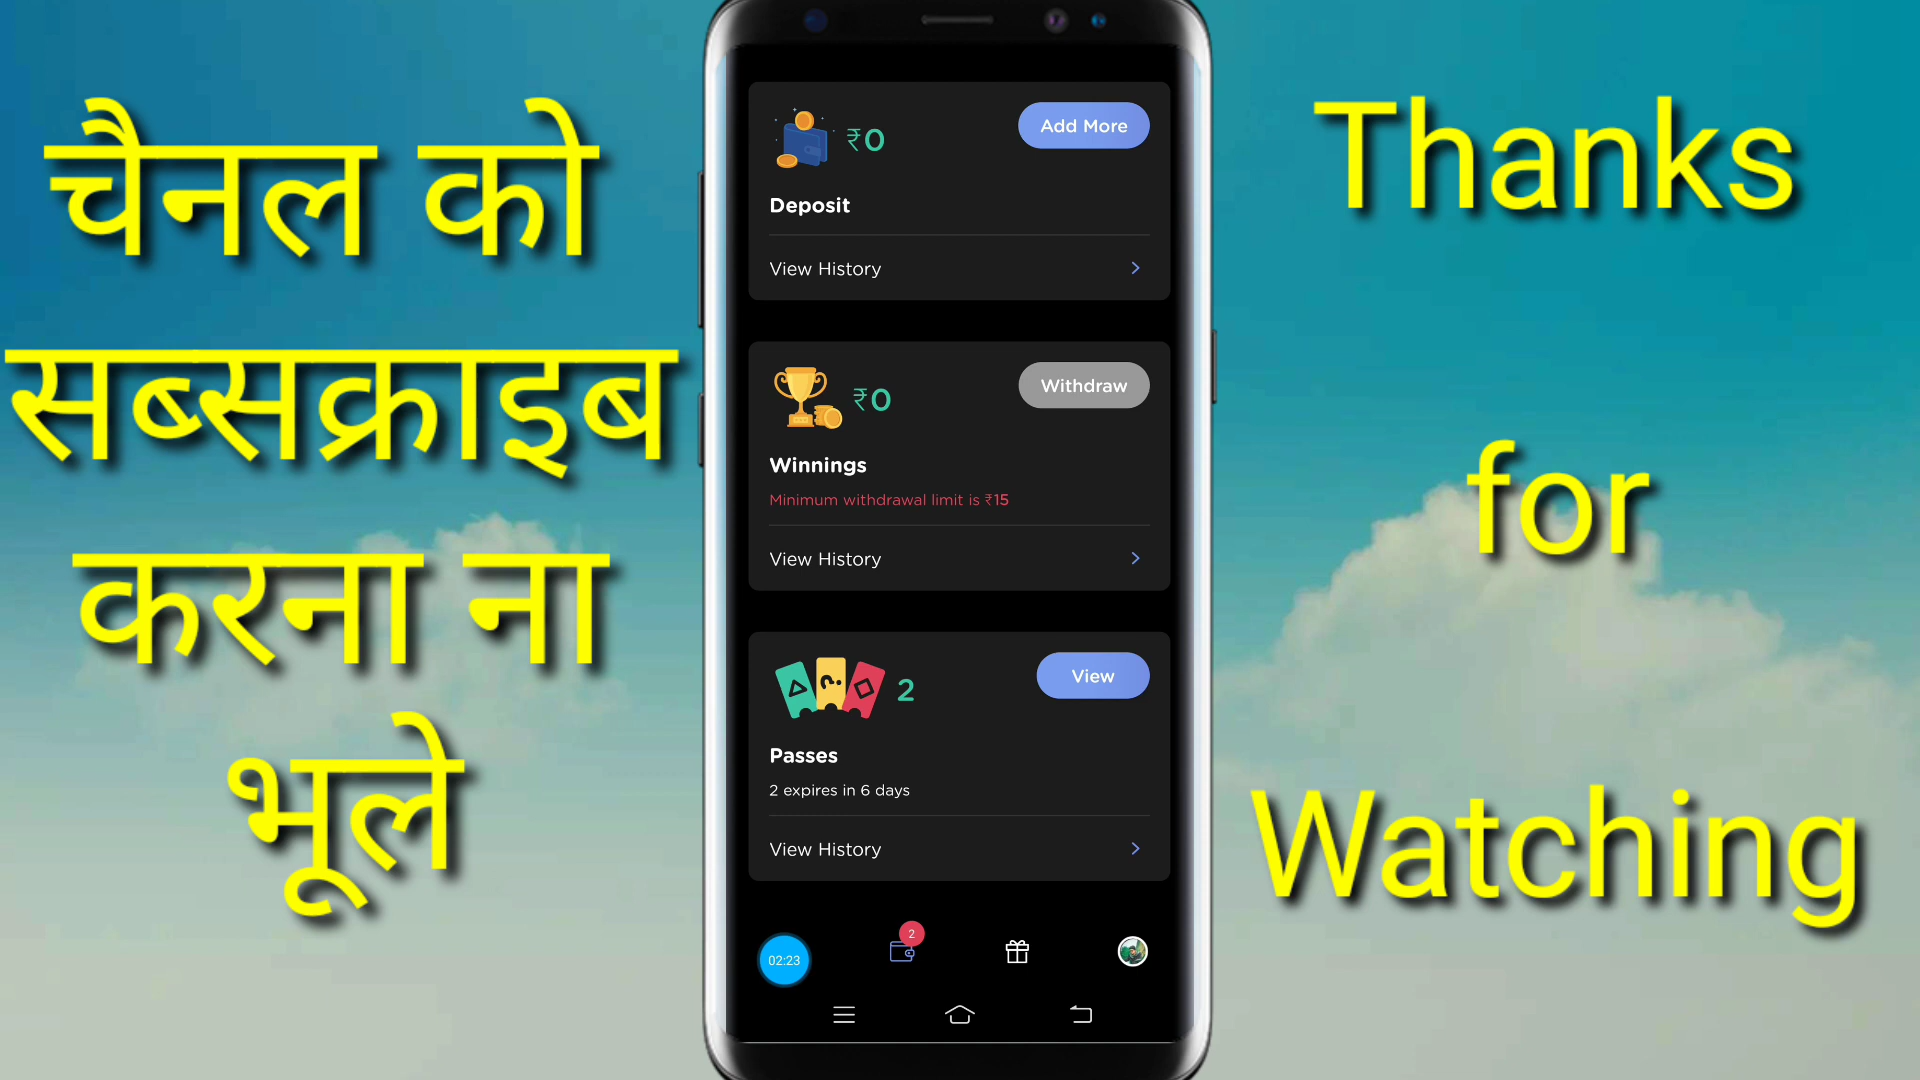 चैनल को
सब्सक्राइब
करना ना
भूले
₹0
Add More
Deposit
View History
₹0
Withdraw
Winnings
Minimum withdrawal limit is ₹15
View History
2
View
Passes
2 expires in 6 days
View History
2
02:23
Thanks
for
Watching